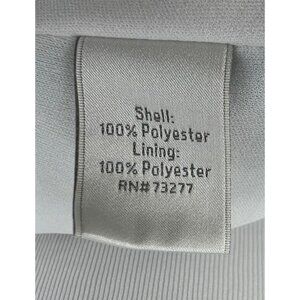 Shell:
100% Polyester
Lining:
100% Polyester
RN#73277